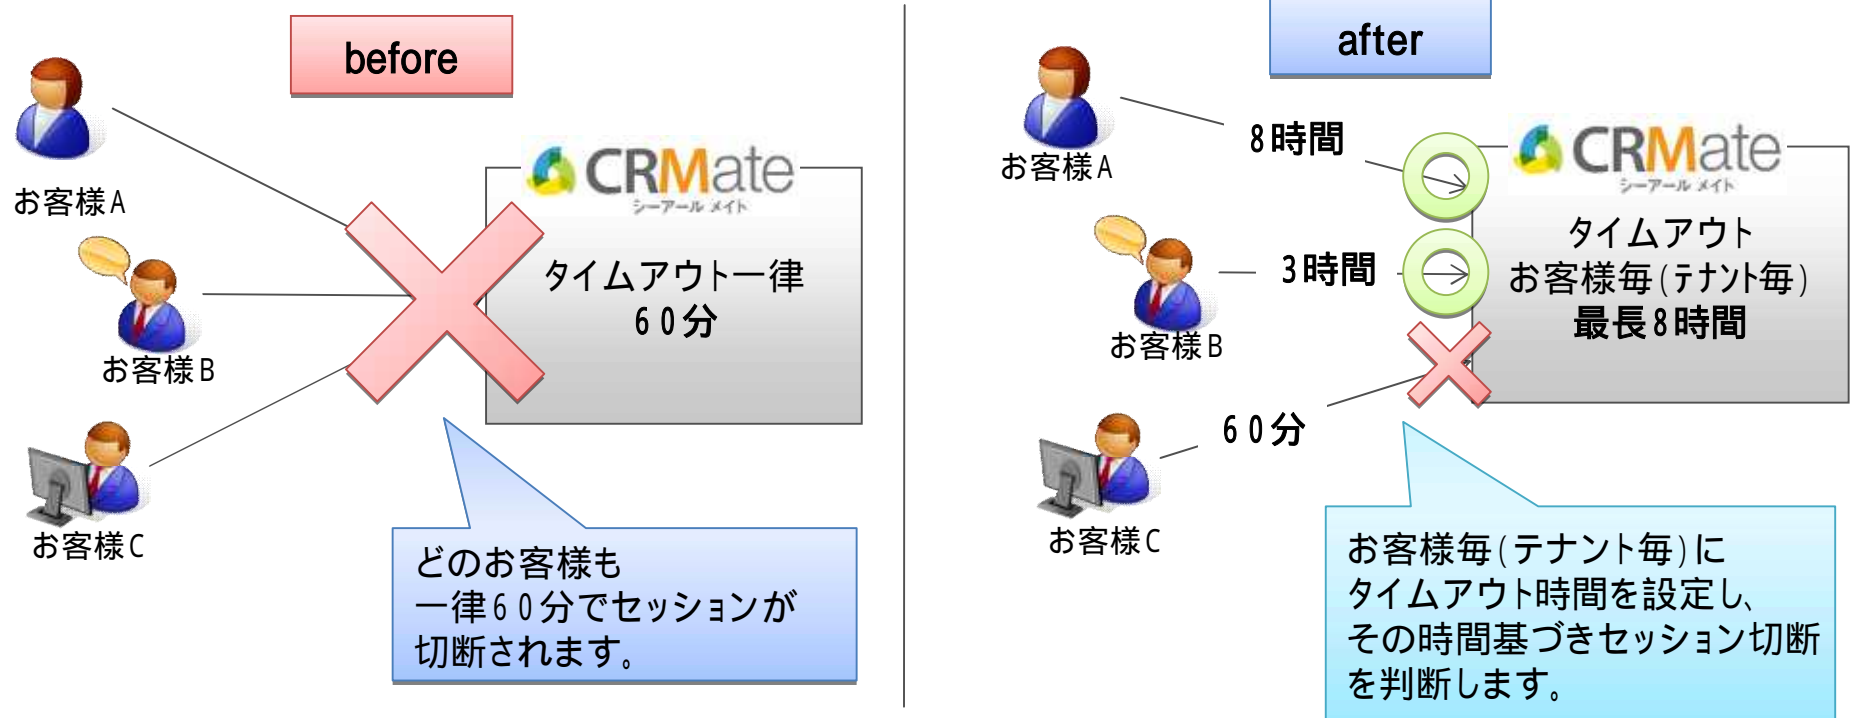 before
お客様A
CRMate
シーアールメイト
タイムアウト一律
60分
お客様B
お客様C
どのお客様も
一律60分でセッションが
切断されます。
after
お客様A
8時間
CRMate
シーアールメイト
タイムアウト
お客様毎(テナント毎)
最長8時間
3時間
お客様B
60分
お客様C
お客様毎(テナント毎)に
タイムアウト時間を設定し、
その時間基づきセッション切断
を判断します。